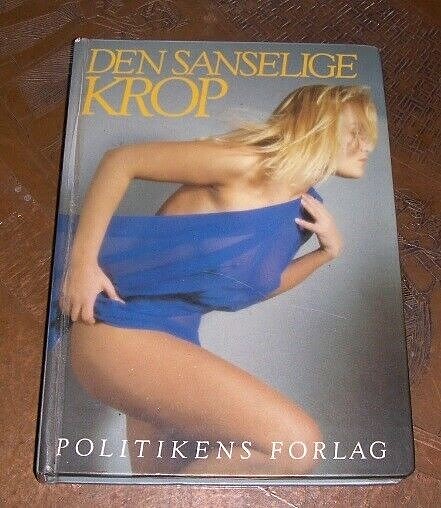 DEN SANSELIGE
KROP
POLITIKENS FORLAG